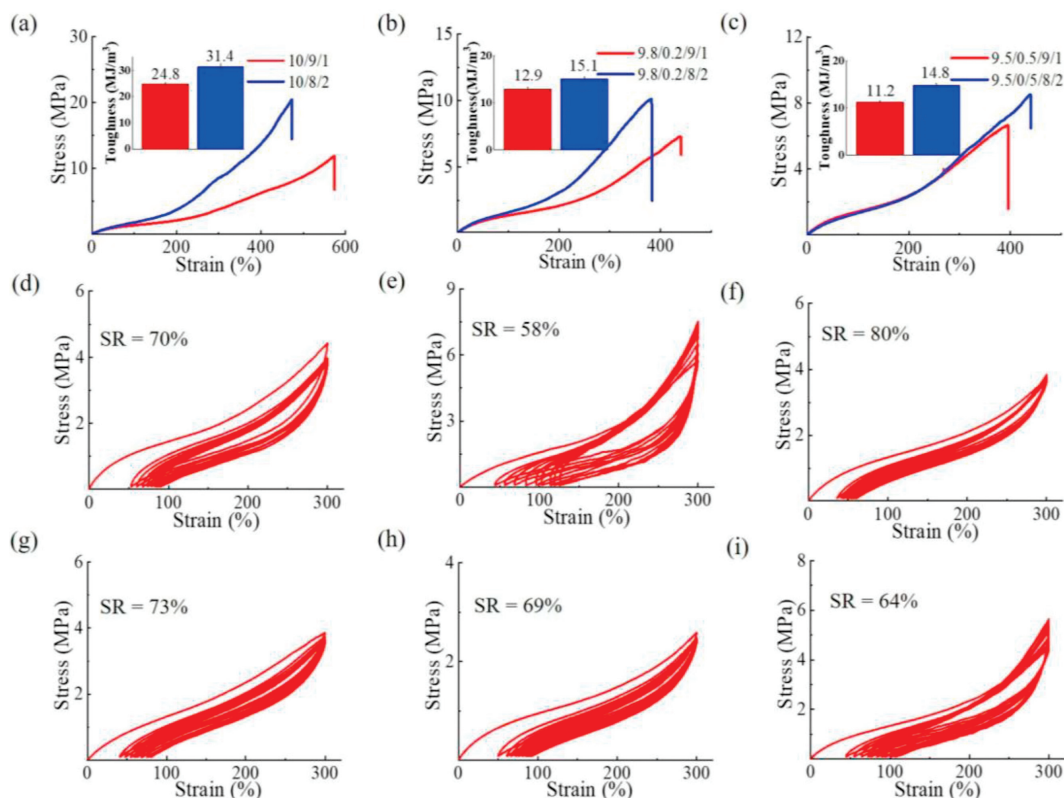 (a)
30
20
10
Stress (MPa)
0
200
400
600
Strain (%)
Toughness (MJ/m³)
30
20
10
0
24.8
31.4
10/9/1
10/8/2
(b)
15
10
5
Stress (MPa)
0
200
400
Strain (%)
Toughness(MJ/m³)
20
10
0
12.9
15.1
9.8/0.2/9/1
9.8/0.2/8/2
(c)
12
8
4
Stress (MPa)
0
200
400
Strain (%)
Toughness (MJ/m³)
20
10
0
11.2
14.8
9.5/0.5/9/1
9.5/0/5/8/2
(d)
SR = 70%
6
4
2
Stress (MPa)
0
100
200
300
Strain (%)
(e)
SR = 58%
9
6
3
Stress (MPa)
0
100
200
300
Strain (%)
(f)
SR = 80%
6
4
2
Stress (MPa)
0
100
200
300
Strain (%)
(g)
SR = 73%
6
4
2
Stress (MPa)
0
100
200
300
Strain (%)
(h)
SR = 69%
4
2
Stress (MPa)
0
100
200
300
Strain (%)
(i)
SR = 64%
8
6
4
2
Stress (MPa)
0
100
200
300
Strain (%)